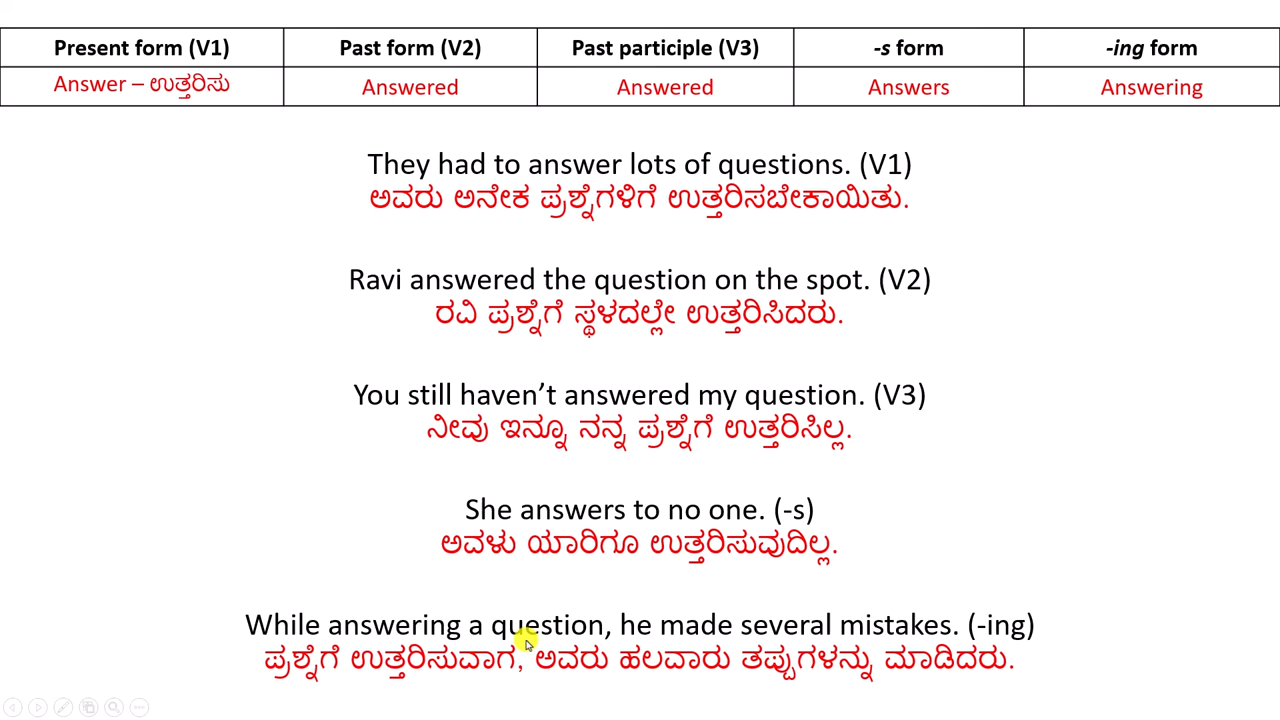 Present form (V1) Past form (V2) Past participle (V3) -s form -ing form
Answer – ಉತ್ತರಿಸು Answered Answered Answers Answering
They had to answer lots of questions. (V1)
ಅವರು ಅನೇಕ ಪ್ರಶ್ನೆಗಳಿಗೆ ಉತ್ತರಿಸಬೇಕಾಯಿತು.
Ravi answered the question on the spot. (V2)
ರವಿ ಪ್ರಶ್ನೆಗೆ ಸ್ಥಳದಲ್ಲೇ ಉತ್ತರಿಸಿದರು.
You still haven’t answered my question. (V3)
ನೀವು ಇನ್ನೂ ನನ್ನ ಪ್ರಶ್ನೆಗೆ ಉತ್ತರಿಸಿಲ್ಲ.
She answers to no one. (-s)
ಅವಳು ಯಾರಿಗೂ ಉತ್ತರಿಸುವುದಿಲ್ಲ.
While answering a question, he made several mistakes. (-ing)
ಪ್ರಶ್ನೆಗೆ ಉತ್ತರಿಸುವಾಗ, ಅವರು ಹಲವಾರು ತಪ್ಪುಗಳನ್ನು ಮಾಡಿದರು.